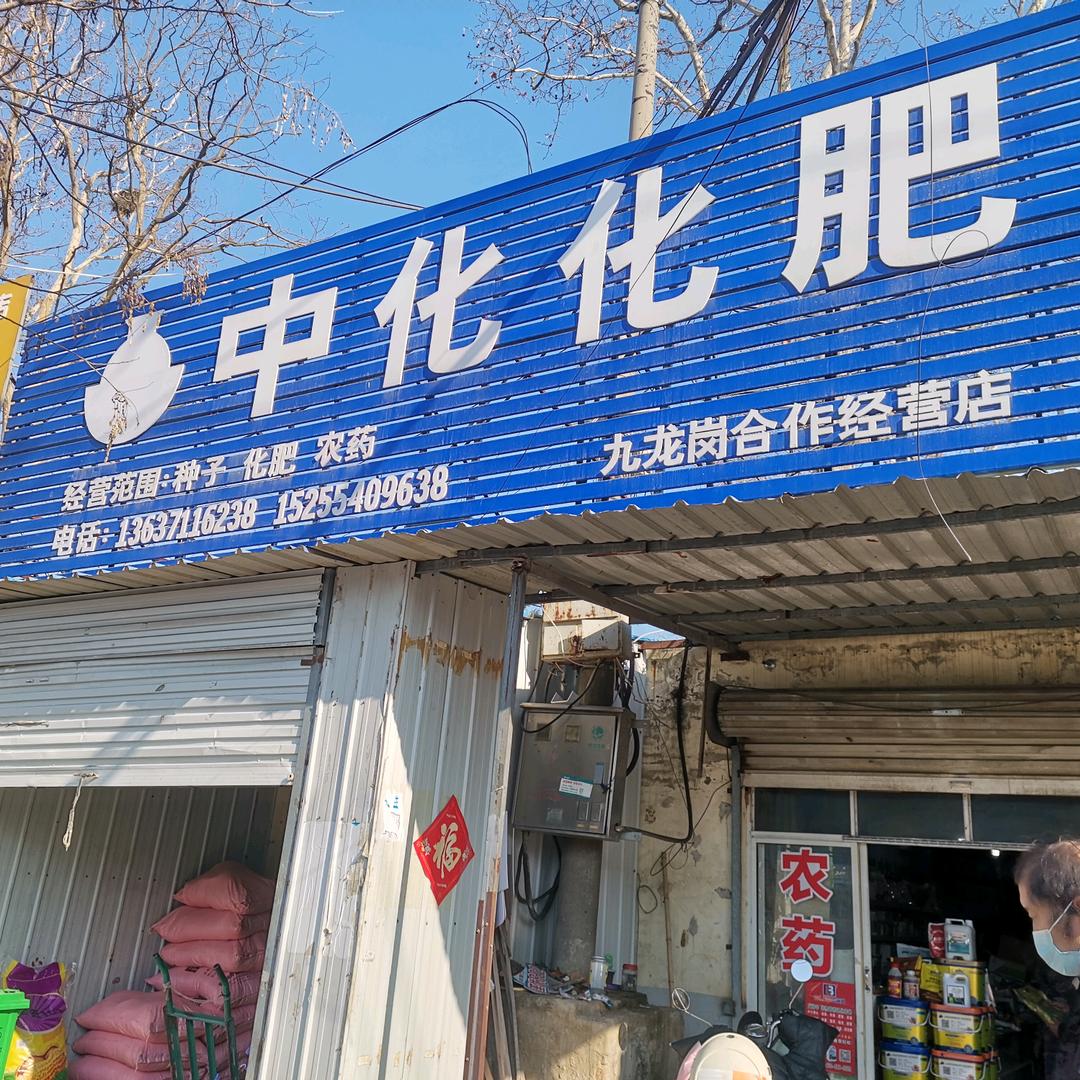 中化化肥
九龙岗合作经营店
经营范围:种子 化肥 农药
电话:13637116238 15255409638
福
农药